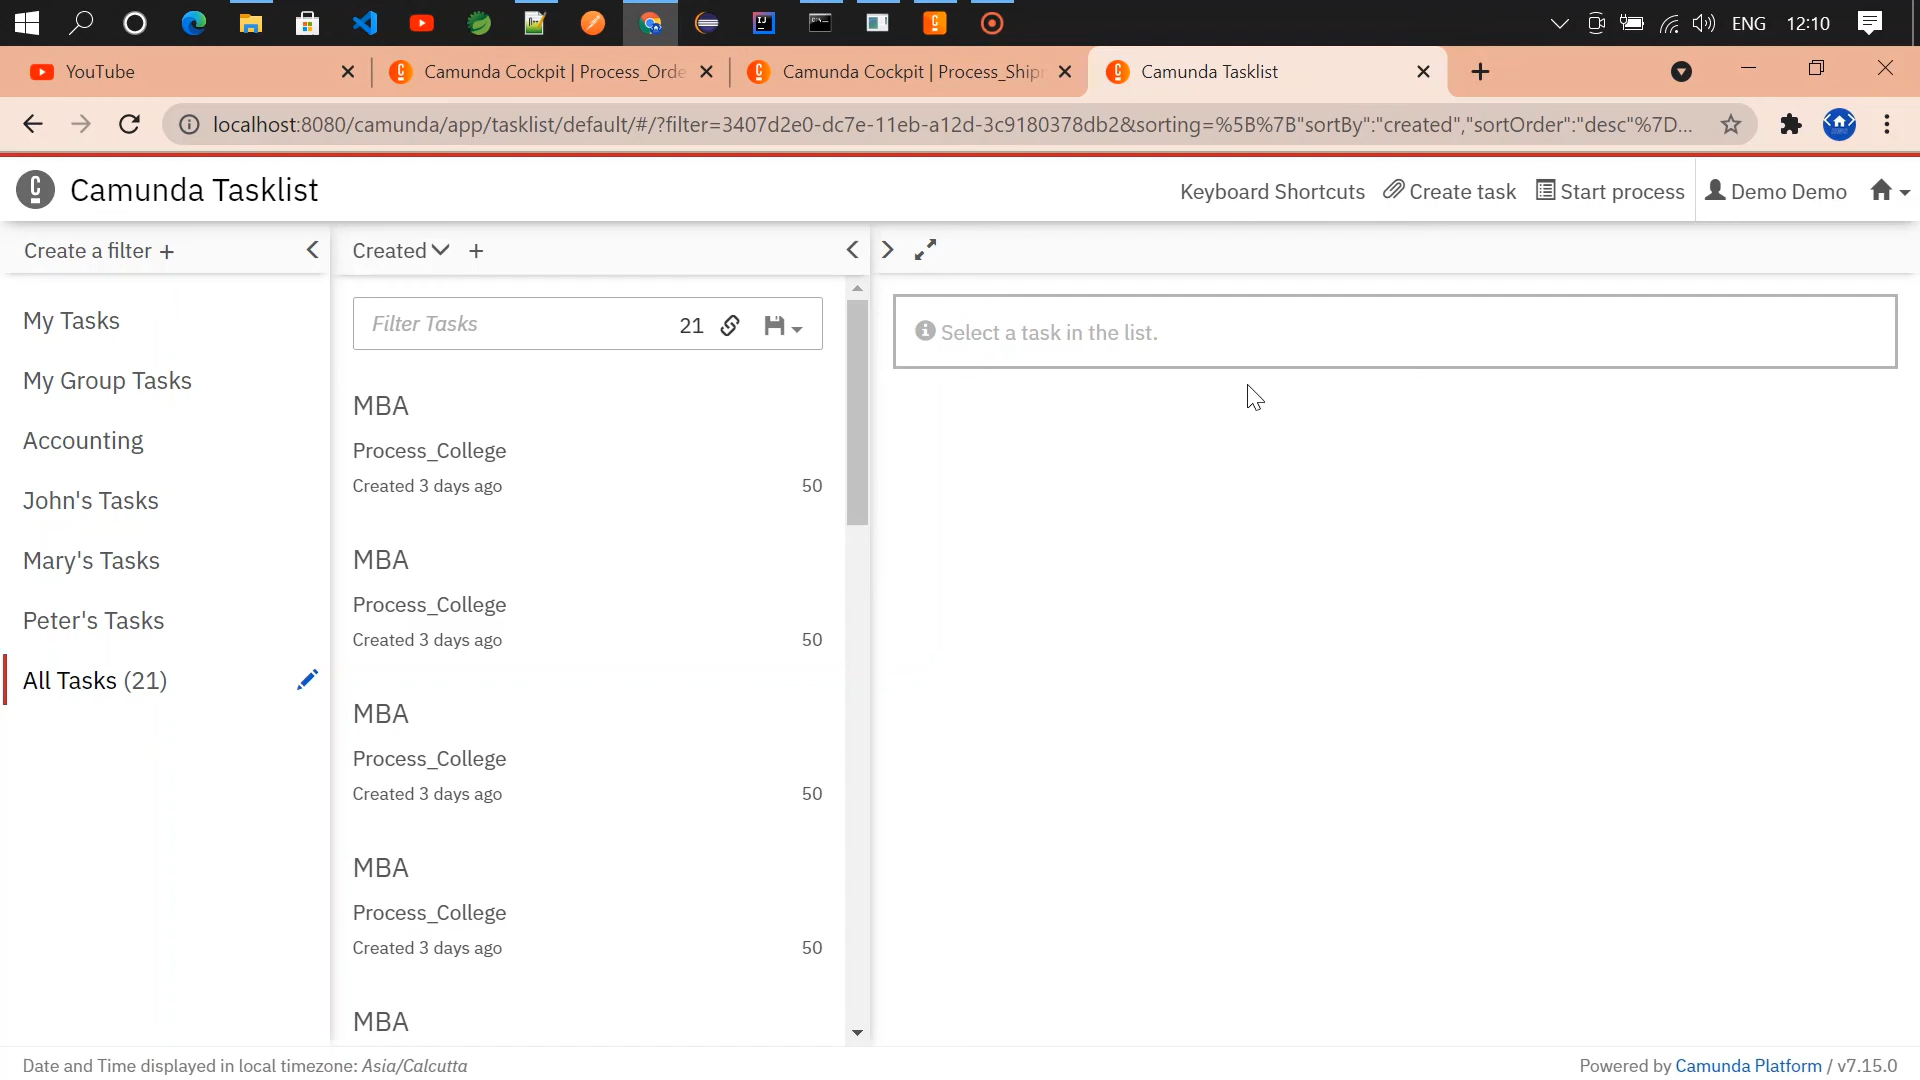 ENG 12:10
YouTube
Camunda Cockpit | Process_Orde
Camunda Cockpit | Process_Ship
Camunda Tasklist
localhost:8080/camunda/app/tasklist/default/#/?filter=3407d2e0-dc7e-11eb-a12d-3c9180378db2&sorting=%5B%7B"sortBy":"created","sortOrder":"desc"%7D...
Camunda Tasklist
Keyboard Shortcuts Create task Start process Demo Demo
Create a filter +
Created +
My Tasks
My Group Tasks
Accounting
John's Tasks
Mary's Tasks
Peter's Tasks
All Tasks (21)
Filter Tasks 21
MBA
Process_College
Created 3 days ago 50
MBA
Process_College
Created 3 days ago 50
MBA
Process_College
Created 3 days ago 50
MBA
Process_College
Created 3 days ago 50
MBA
Select a task in the list.
Date and Time displayed in local timezone: Asia/Calcutta
Powered by Camunda Platform / v7.15.0